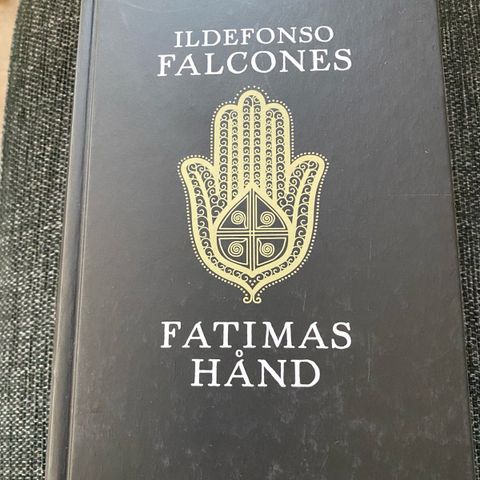 ILDEFONSO
FALCONES
FATIMAS
HÅND